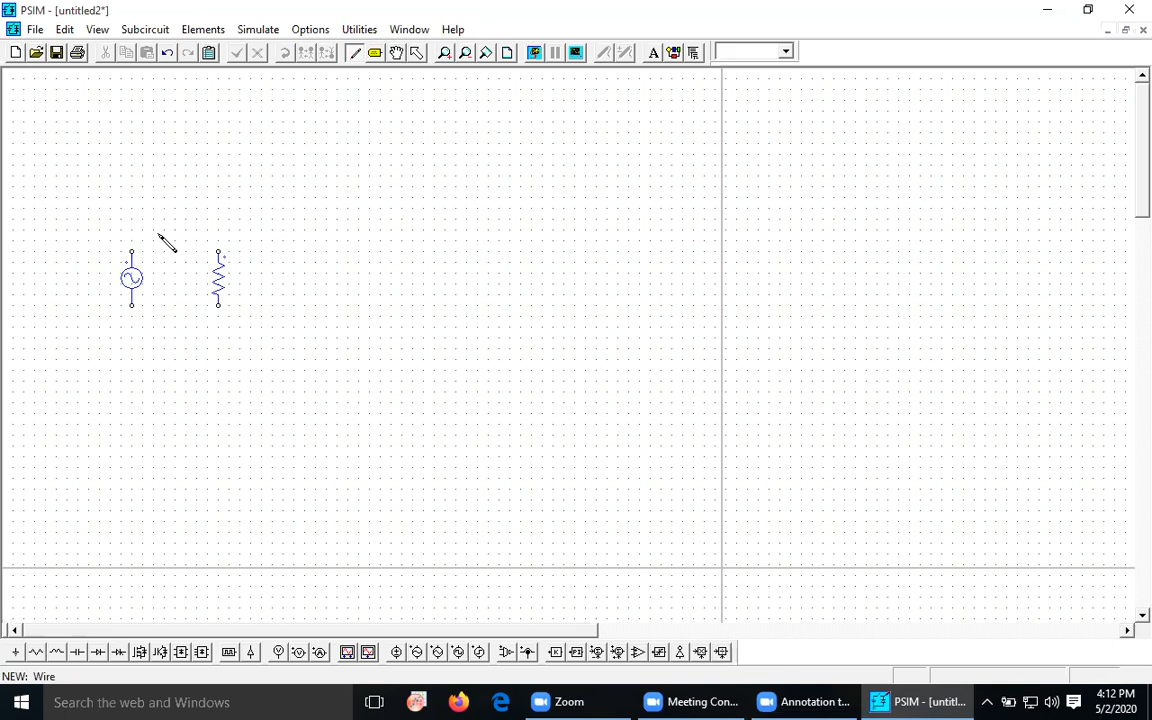 PSIM - [untitled2*]
File Edit View Subcircuit Elements Simulate Options Utilities Window Help
A
NEW: Wire
Search the web and Windows
Zoom
Meeting Con...
Annotation t...
PSIM - [untitl...
4:12 PM
5/2/2020